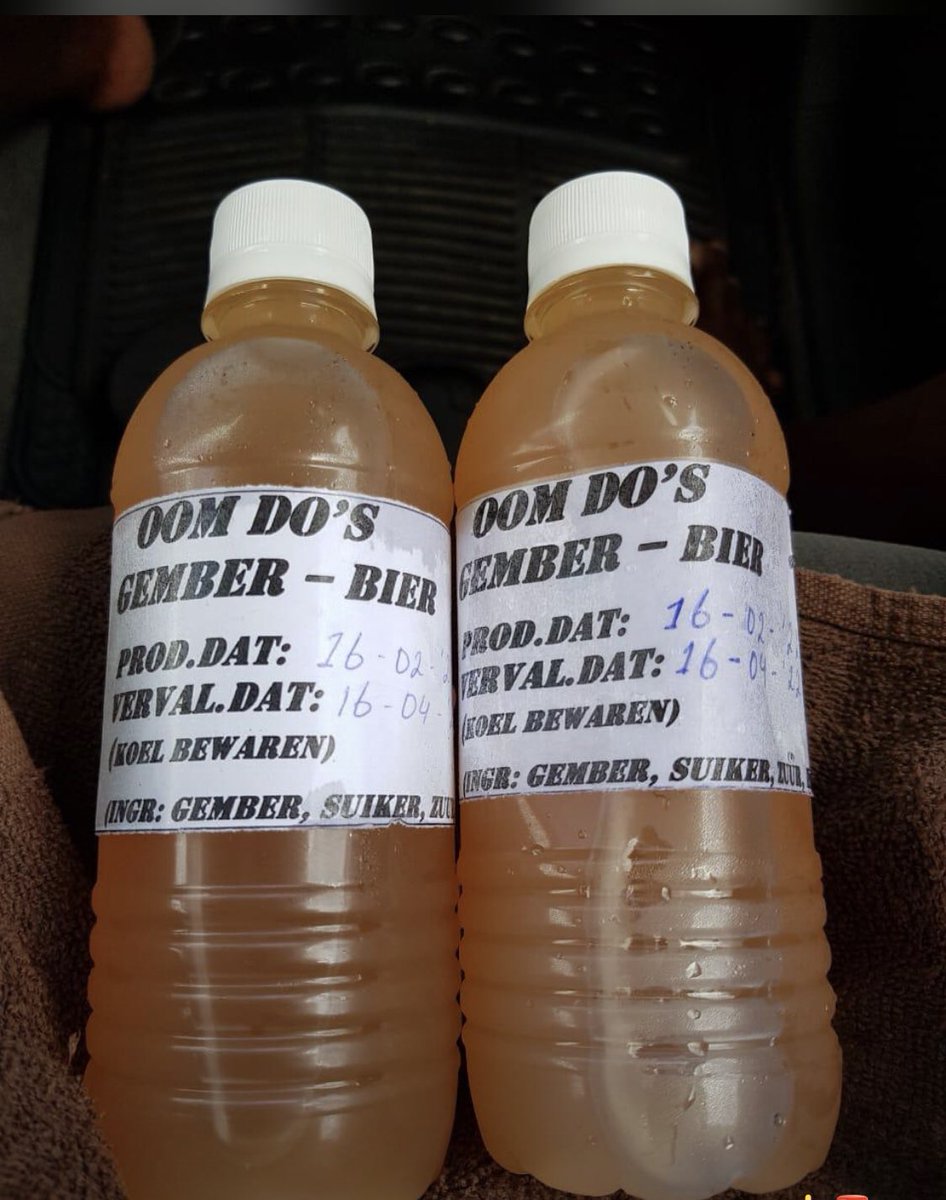 OOM DO'S
GEMBER - BIER
PROD.DAT: 16-02-
VERVAL.DAT: 16-04-
(KOEL BEWAREN)
(INGR: GEMBER, SUIKER,
OOM DO'S
GEMBER - BIER
PROD.DAT: 16-02-
VERVAL.DAT: 16-04-
(KOEL BEWAREN)
(INGR: GEMBER, SUIKER,